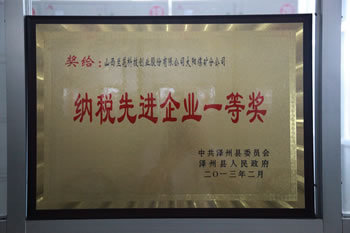 奖给：山西兰花科技创业股份有限公司大阳煤矿分公司
纳税先进企业一等奖
中共泽州县委员会
泽州县人民政府
二〇一三年二月